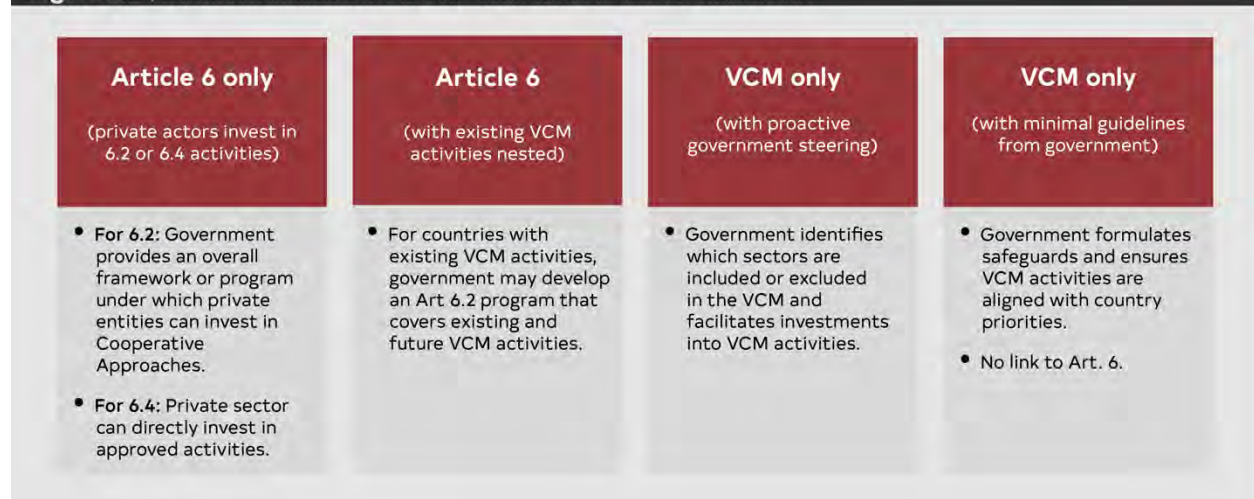 Article 6 only
(private actors invest in
6.2 or 6.4 activities)
• For 6.2: Government
provides an overall
framework or program
under which private
entities can invest in
Cooperative
Approaches.
• For 6.4: Private sector
can directly invest in
approved activities.
Article 6
(with existing VCM
activities nested)
• For countries with
existing VCM activities,
government may develop
an Art 6.2 program that
covers existing and
future VCM activities.
VCM only
(with proactive
government steering)
• Government identifies
which sectors are
included or excluded
in the VCM and
facilitates investments
into VCM activities.
VCM only
(with minimal guidelines
from government)
• Government formulates
safeguards and ensures
VCM activities are
aligned with country
priorities.
• No link to Art. 6.